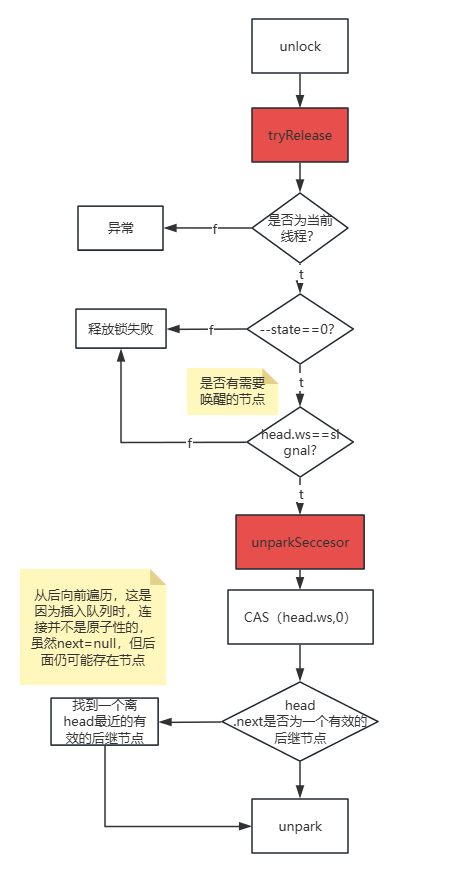 unlock
tryRelease
是否为当前
线程?
f
异常
t
--state==0?
f
释放锁失败
t
是否有需要
唤醒的节点
head.ws==si
gnal?
f
t
unparkSeccesor
从后向前遍历，这是
因为插入队列时，连
接并不是原子性的，
虽然next=null，但后
面仍可能存在节点
CAS（head.ws,0）
head
.next是否为一个有效的
后继节点
找到一个离
head最近的有
效的后继节点
unpark